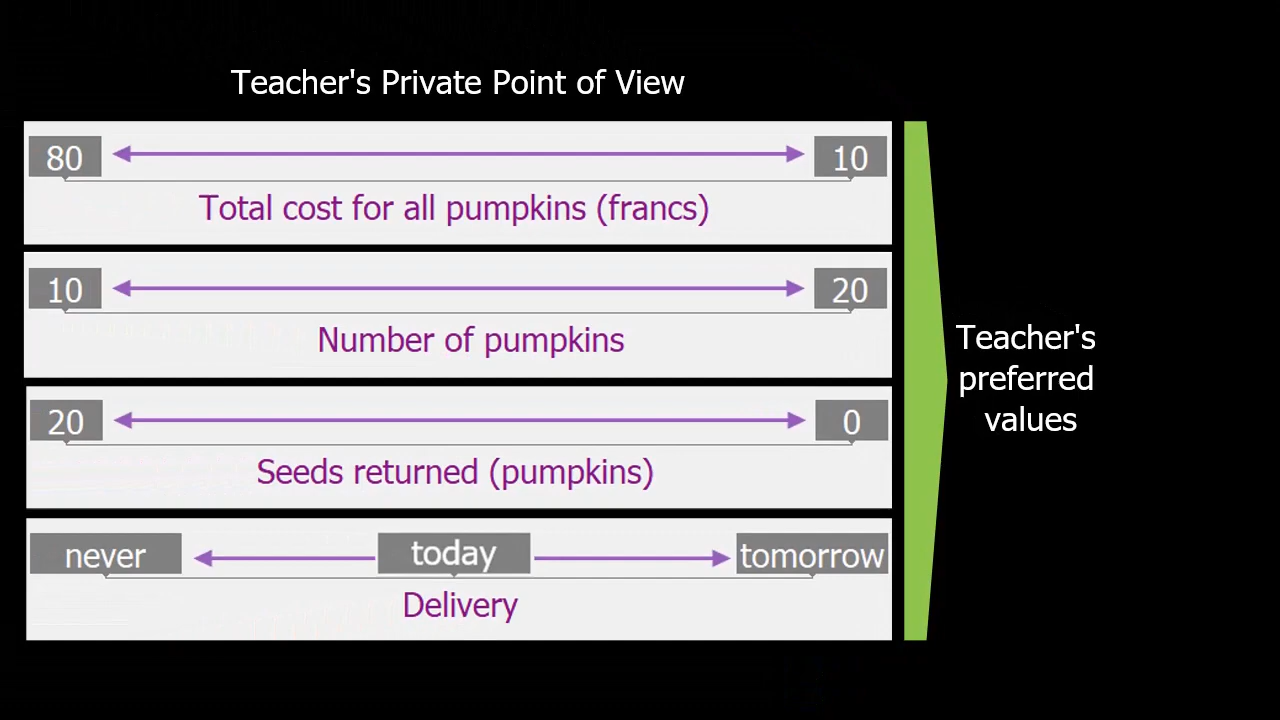 Teacher's Private Point of View
80
10
Total cost for all pumpkins (francs)
10
20
Number of pumpkins
20
0
Seeds returned (pumpkins)
never
today
tomorrow
Delivery
Teacher's
preferred
values